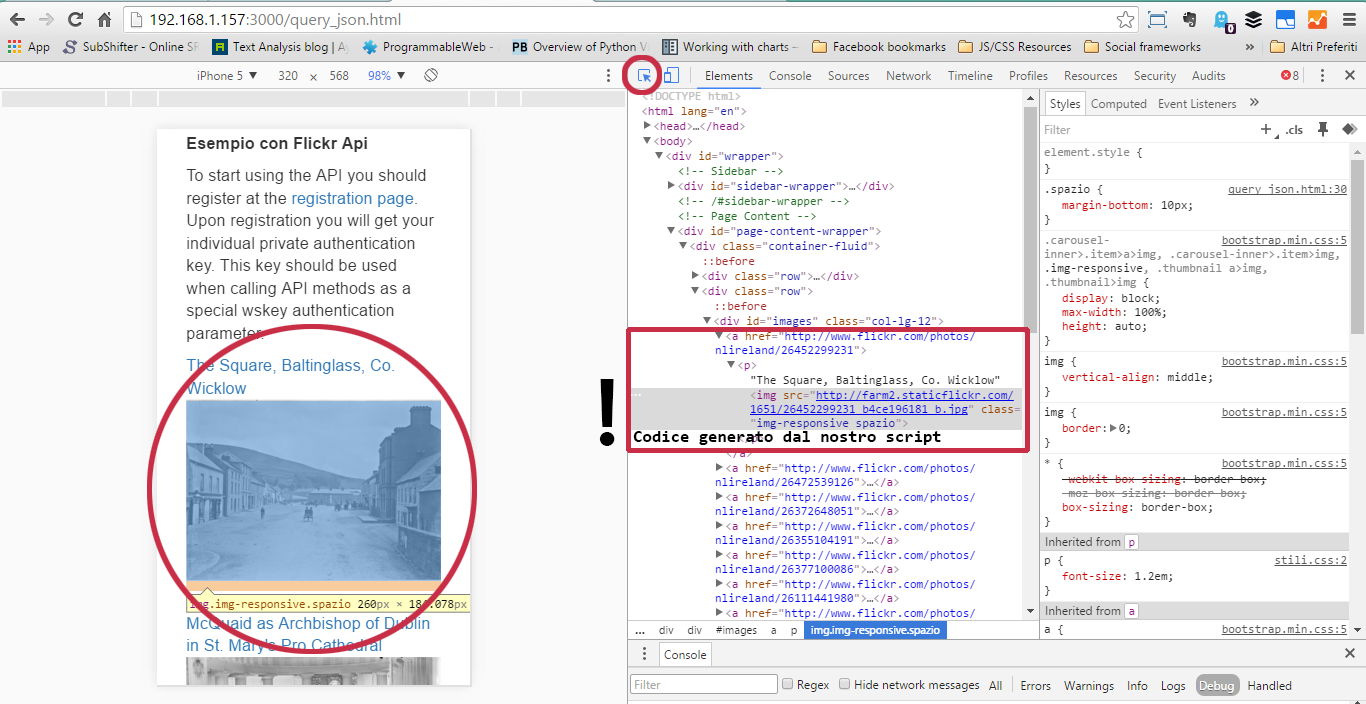 192.168.1.157:3000/query_json.html
App SubShifter - Online SR Text Analysis blog | A ProgrammableWeb - PB Overview of Python V Working with charts - Facebook bookmarks JS/CSS Resources Social frameworks » Altri Preferiti
iPhone 5 ▼ 320 × 568 98% ▼
Elements Console Sources Network Timeline Profiles Resources Security Audits 8
Esempio con Flickr Api
To start using the API you should
register at the registration page.
Upon registration you will get your
individual private authentication
key. This key should be used
when calling API methods as a
special wskey authentication
parameter.
The Square, Baltinglass, Co.
Wicklow
img.img-responsive.spazio 260px × 184.078px
McQuaid as Archbishop of Dublin
in St. Mary's Pro Cathedral
<!DOCTYPE html>
<html lang="en">
▶<head>…</head>
▼<body>
▼<div id="wrapper">
<!-- Sidebar -->
▶<div id="sidebar-wrapper">…</div>
<!-- /#sidebar-wrapper -->
<!-- Page Content -->
▼<div id="page-content-wrapper">
▼<div class="container-fluid">
::before
▶<div class="row">…</div>
▼<div class="row">
::before
▼<div id="images" class="col-lg-12">
▼<a href="http://www.flickr.com/photos/
nlireland/26452299231">
▼<p>
"The Square, Baltinglass, Co. Wicklow"
<img src="http://farm2.staticflickr.com/
1651/26452299231_b4ce196181_b.jpg" class=
"img-responsive spazio">
!
Codice generato dal nostro script
</a>
▶<a href="http://www.flickr.com/photos/
nlireland/26472539126">…</a>
▶<a href="http://www.flickr.com/photos/
nlireland/26372648051">…</a>
▶<a href="http://www.flickr.com/photos/
nlireland/26355104191">…</a>
▶<a href="http://www.flickr.com/photos/
nlireland/26377100086">…</a>
▶<a href="http://www.flickr.com/photos/
nlireland/26111441980">…</a>
▶<a href="http://www.flickr.com/photos/
... div div #images a p img.img-responsive.spazio
Styles Computed Event Listeners »
Filter + .cls
element.style {
}
.spazio { query_json.html:30
margin-bottom: 10px;
}
.carousel- bootstrap.min.css:5
inner>.item>a>img, .carousel-inner>.item>img,
.img-responsive, .thumbnail a>img,
.thumbnail>img {
display: block;
max-width: 100%;
height: auto;
}
img { bootstrap.min.css:5
vertical-align: middle;
}
img { bootstrap.min.css:5
border:▶0;
}
* { bootstrap.min.css:5
-webkit-box-sizing: border-box;
-moz-box-sizing: border-box;
box-sizing: border-box;
}
Inherited from p
p { stili.css:2
font-size: 1.2em;
}
Inherited from a
a { bootstrap.min.css:5
Console
Filter Regex Hide network messages All Errors Warnings Info Logs Debug Handled